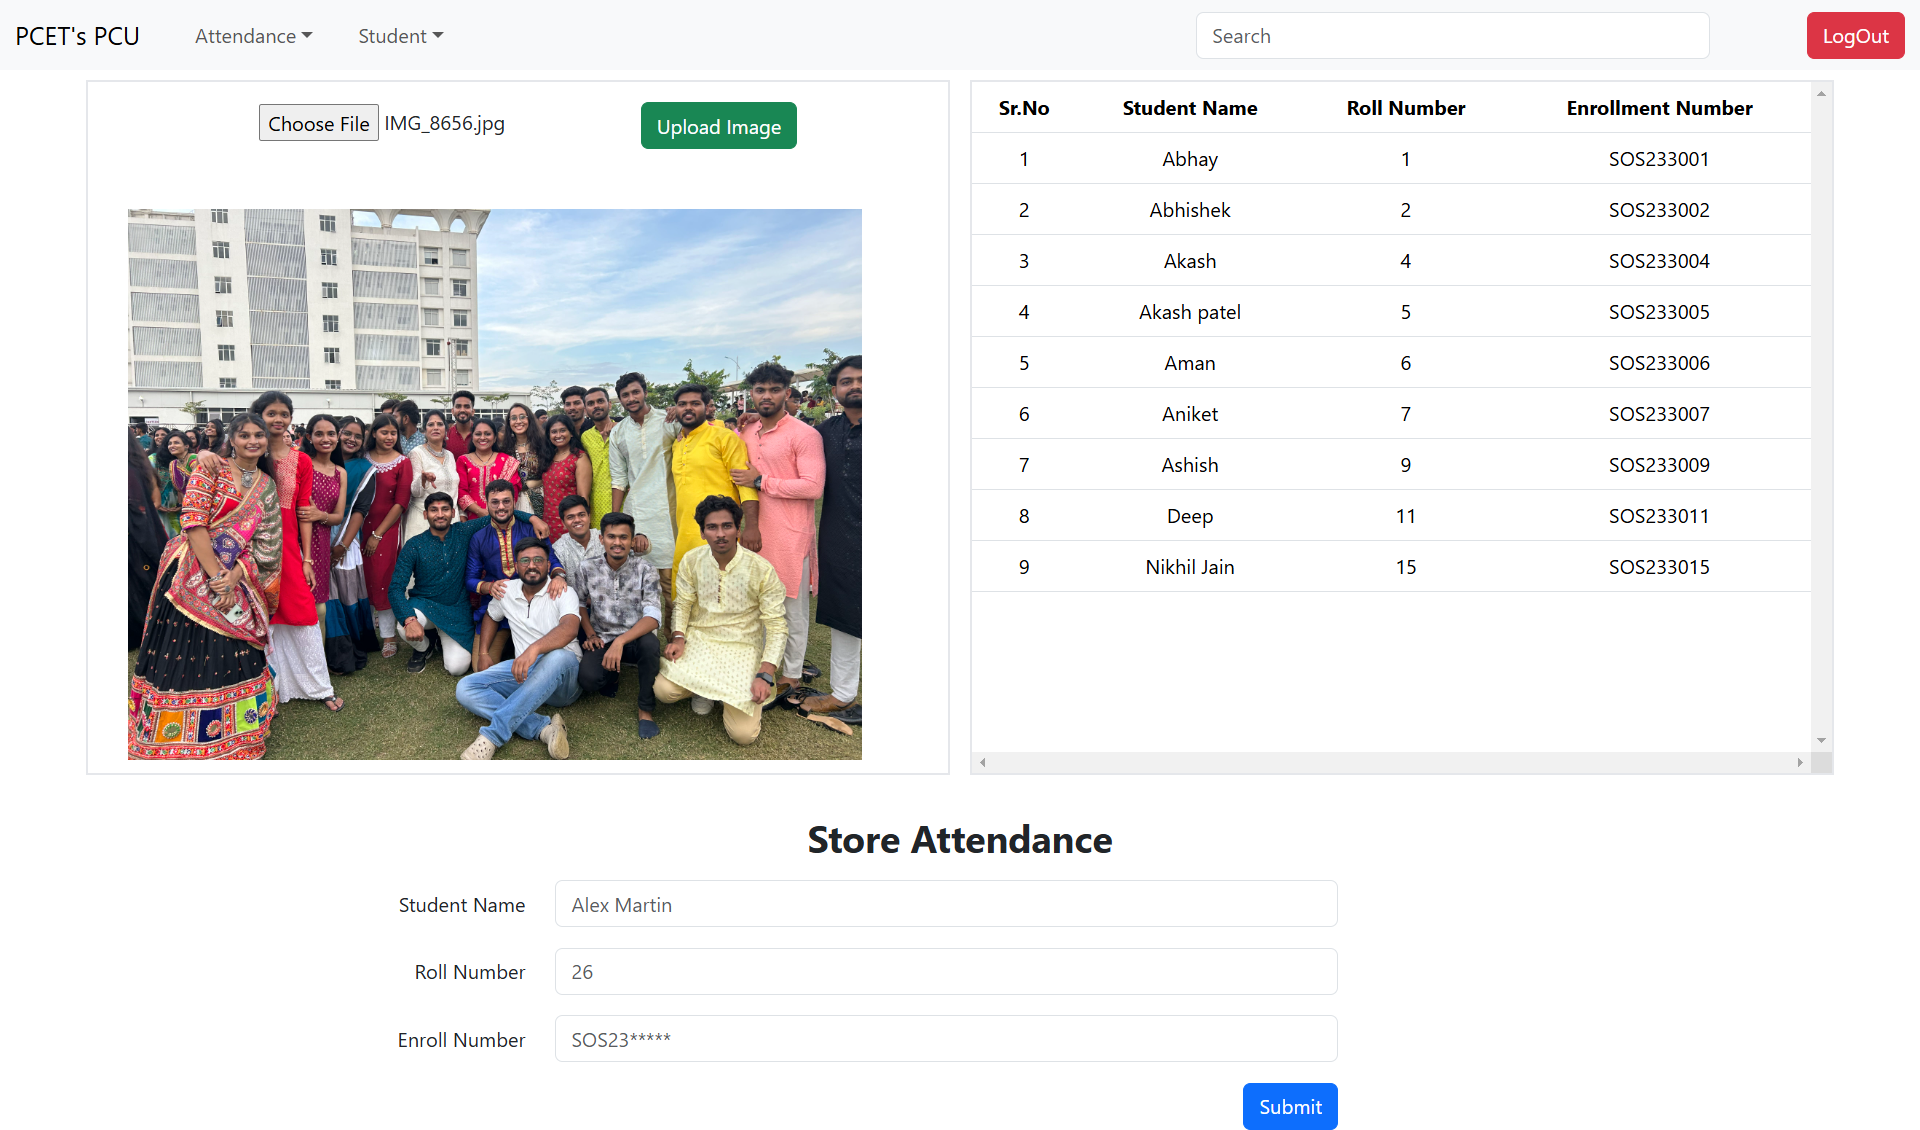 PCET's PCU Attendance Student Search LogOut
Choose File IMG_8656.jpg Upload Image
Sr.No Student Name Roll Number Enrollment Number
1 Abhay 1 SOS233001
2 Abhishek 2 SOS233002
3 Akash 4 SOS233004
4 Akash patel 5 SOS233005
5 Aman 6 SOS233006
6 Aniket 7 SOS233007
7 Ashish 9 SOS233009
8 Deep 11 SOS233011
9 Nikhil Jain 15 SOS233015
Store Attendance
Student Name Alex Martin
Roll Number 26
Enroll Number SOS23*****
Submit